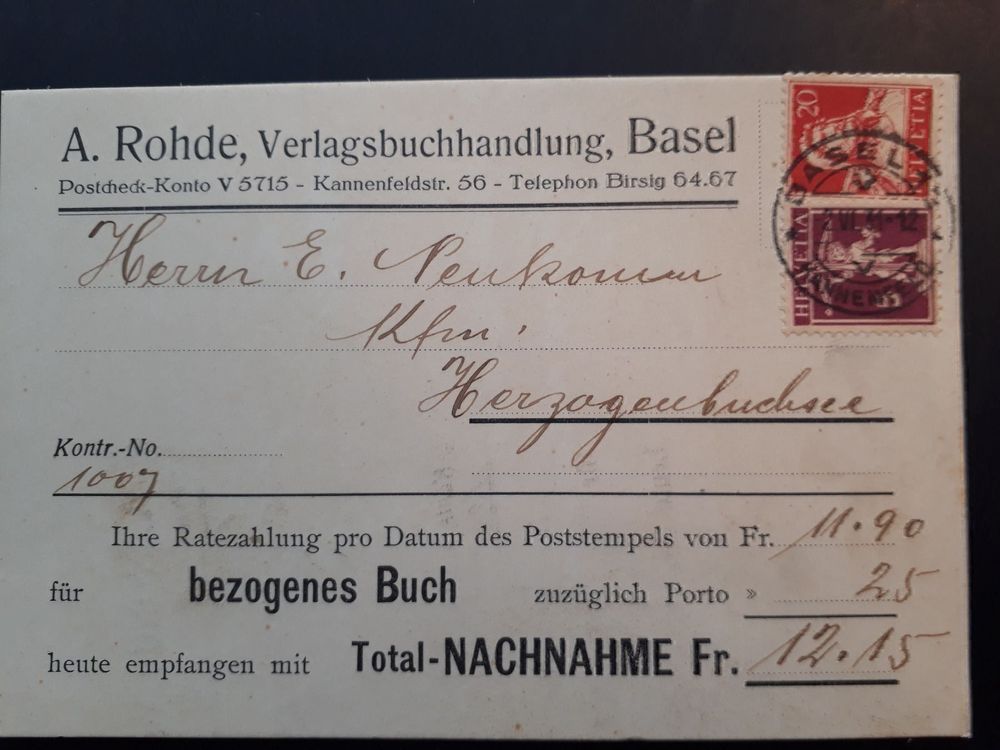 A. Rohde, Verlagsbuchhandlung, Basel
Postcheck-Konto V 5715 - Kannenfeldstr. 56 - Telephon Birsig 64.67
20
HELVETIA
BASEL
HELVETIA
KANNENFELD
Herrn E. Neukomm
Kfm.
Herzogenbuchsee
Kontr.-No.
1007
Ihre Ratezahlung pro Datum des Poststempels von Fr. 11.90
für bezogenes Buch zuzüglich Porto » 25
heute empfangen mit Total-NACHNAHME Fr. 12.15